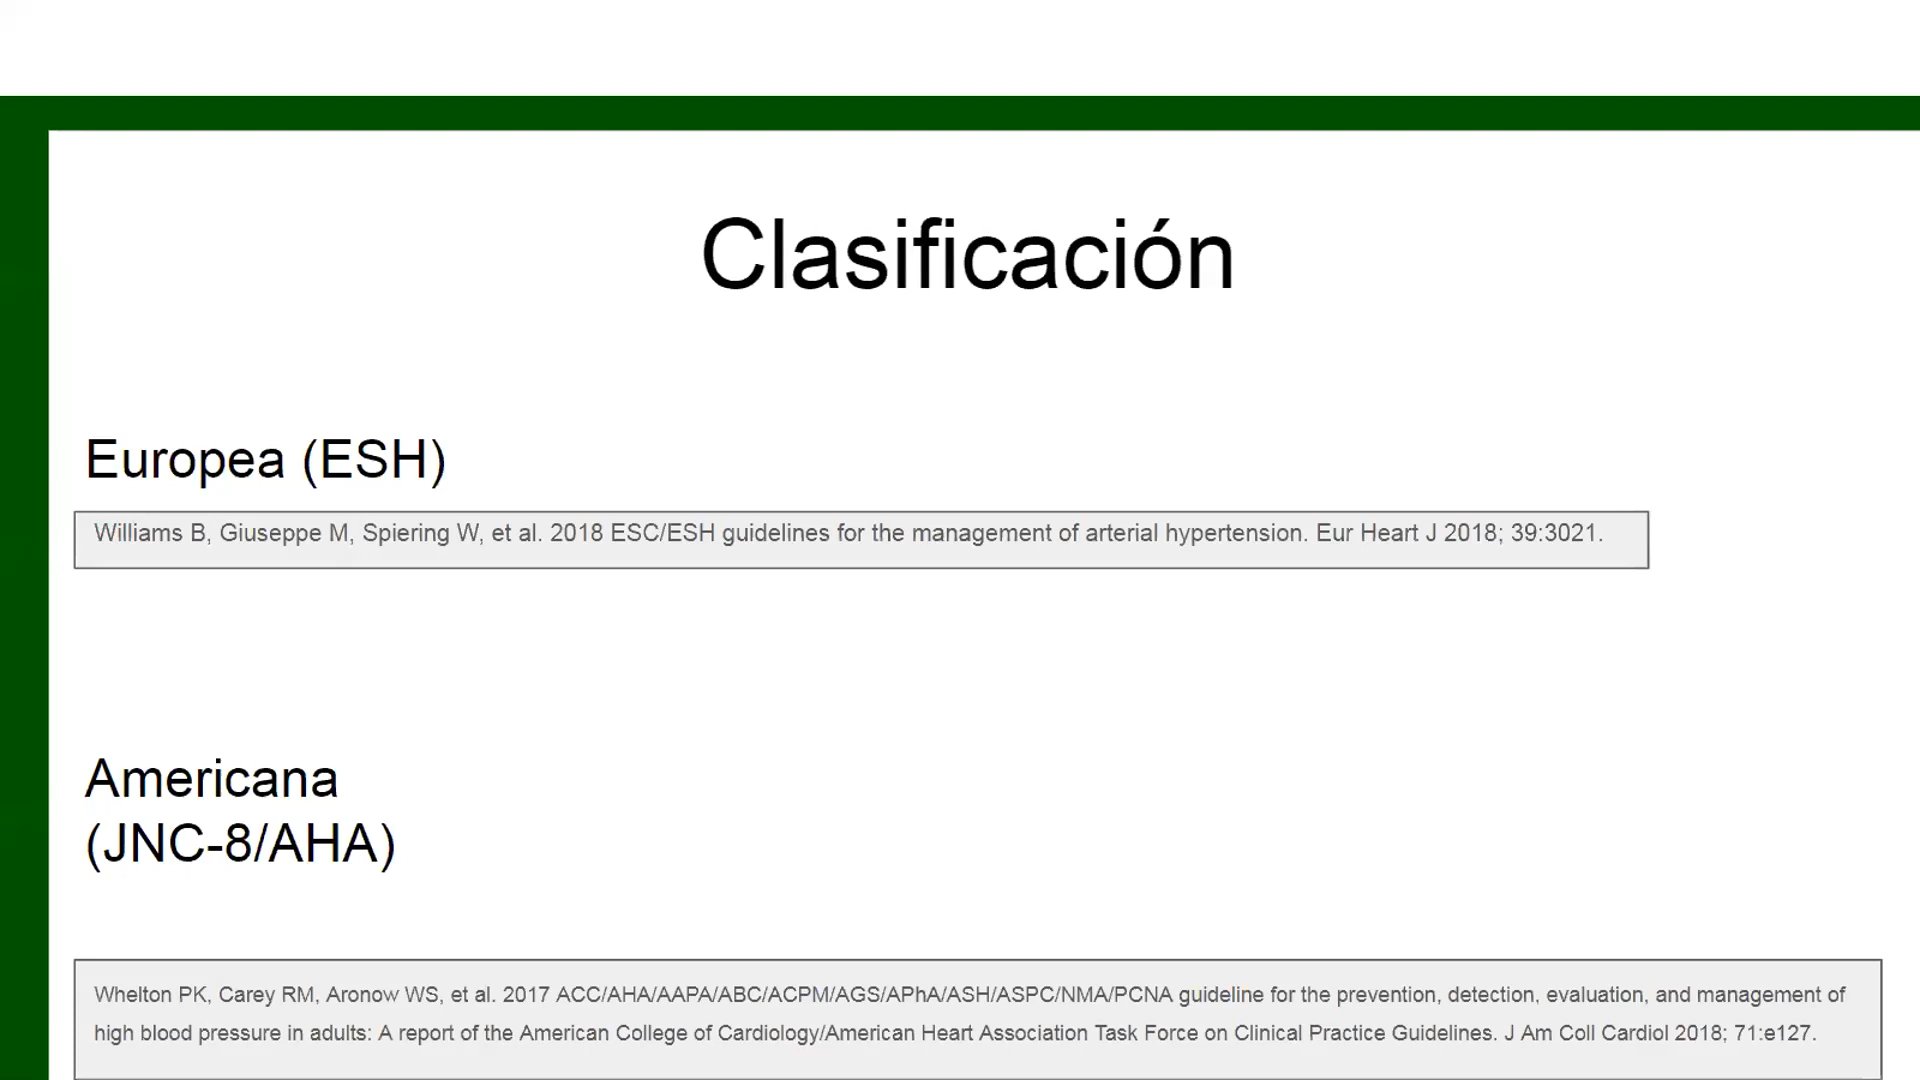 Clasificación
Europea (ESH)
Williams B, Giuseppe M, Spiering W, et al. 2018 ESC/ESH guidelines for the management of arterial hypertension. Eur Heart J 2018; 39:3021.
Americana
(JNC-8/AHA)
Whelton PK, Carey RM, Aronow WS, et al. 2017 ACC/AHA/AAPA/ABC/ACPM/AGS/APhA/ASH/ASPC/NMA/PCNA guideline for the prevention, detection, evaluation, and management of
high blood pressure in adults: A report of the American College of Cardiology/American Heart Association Task Force on Clinical Practice Guidelines. J Am Coll Cardiol 2018; 71:e127.